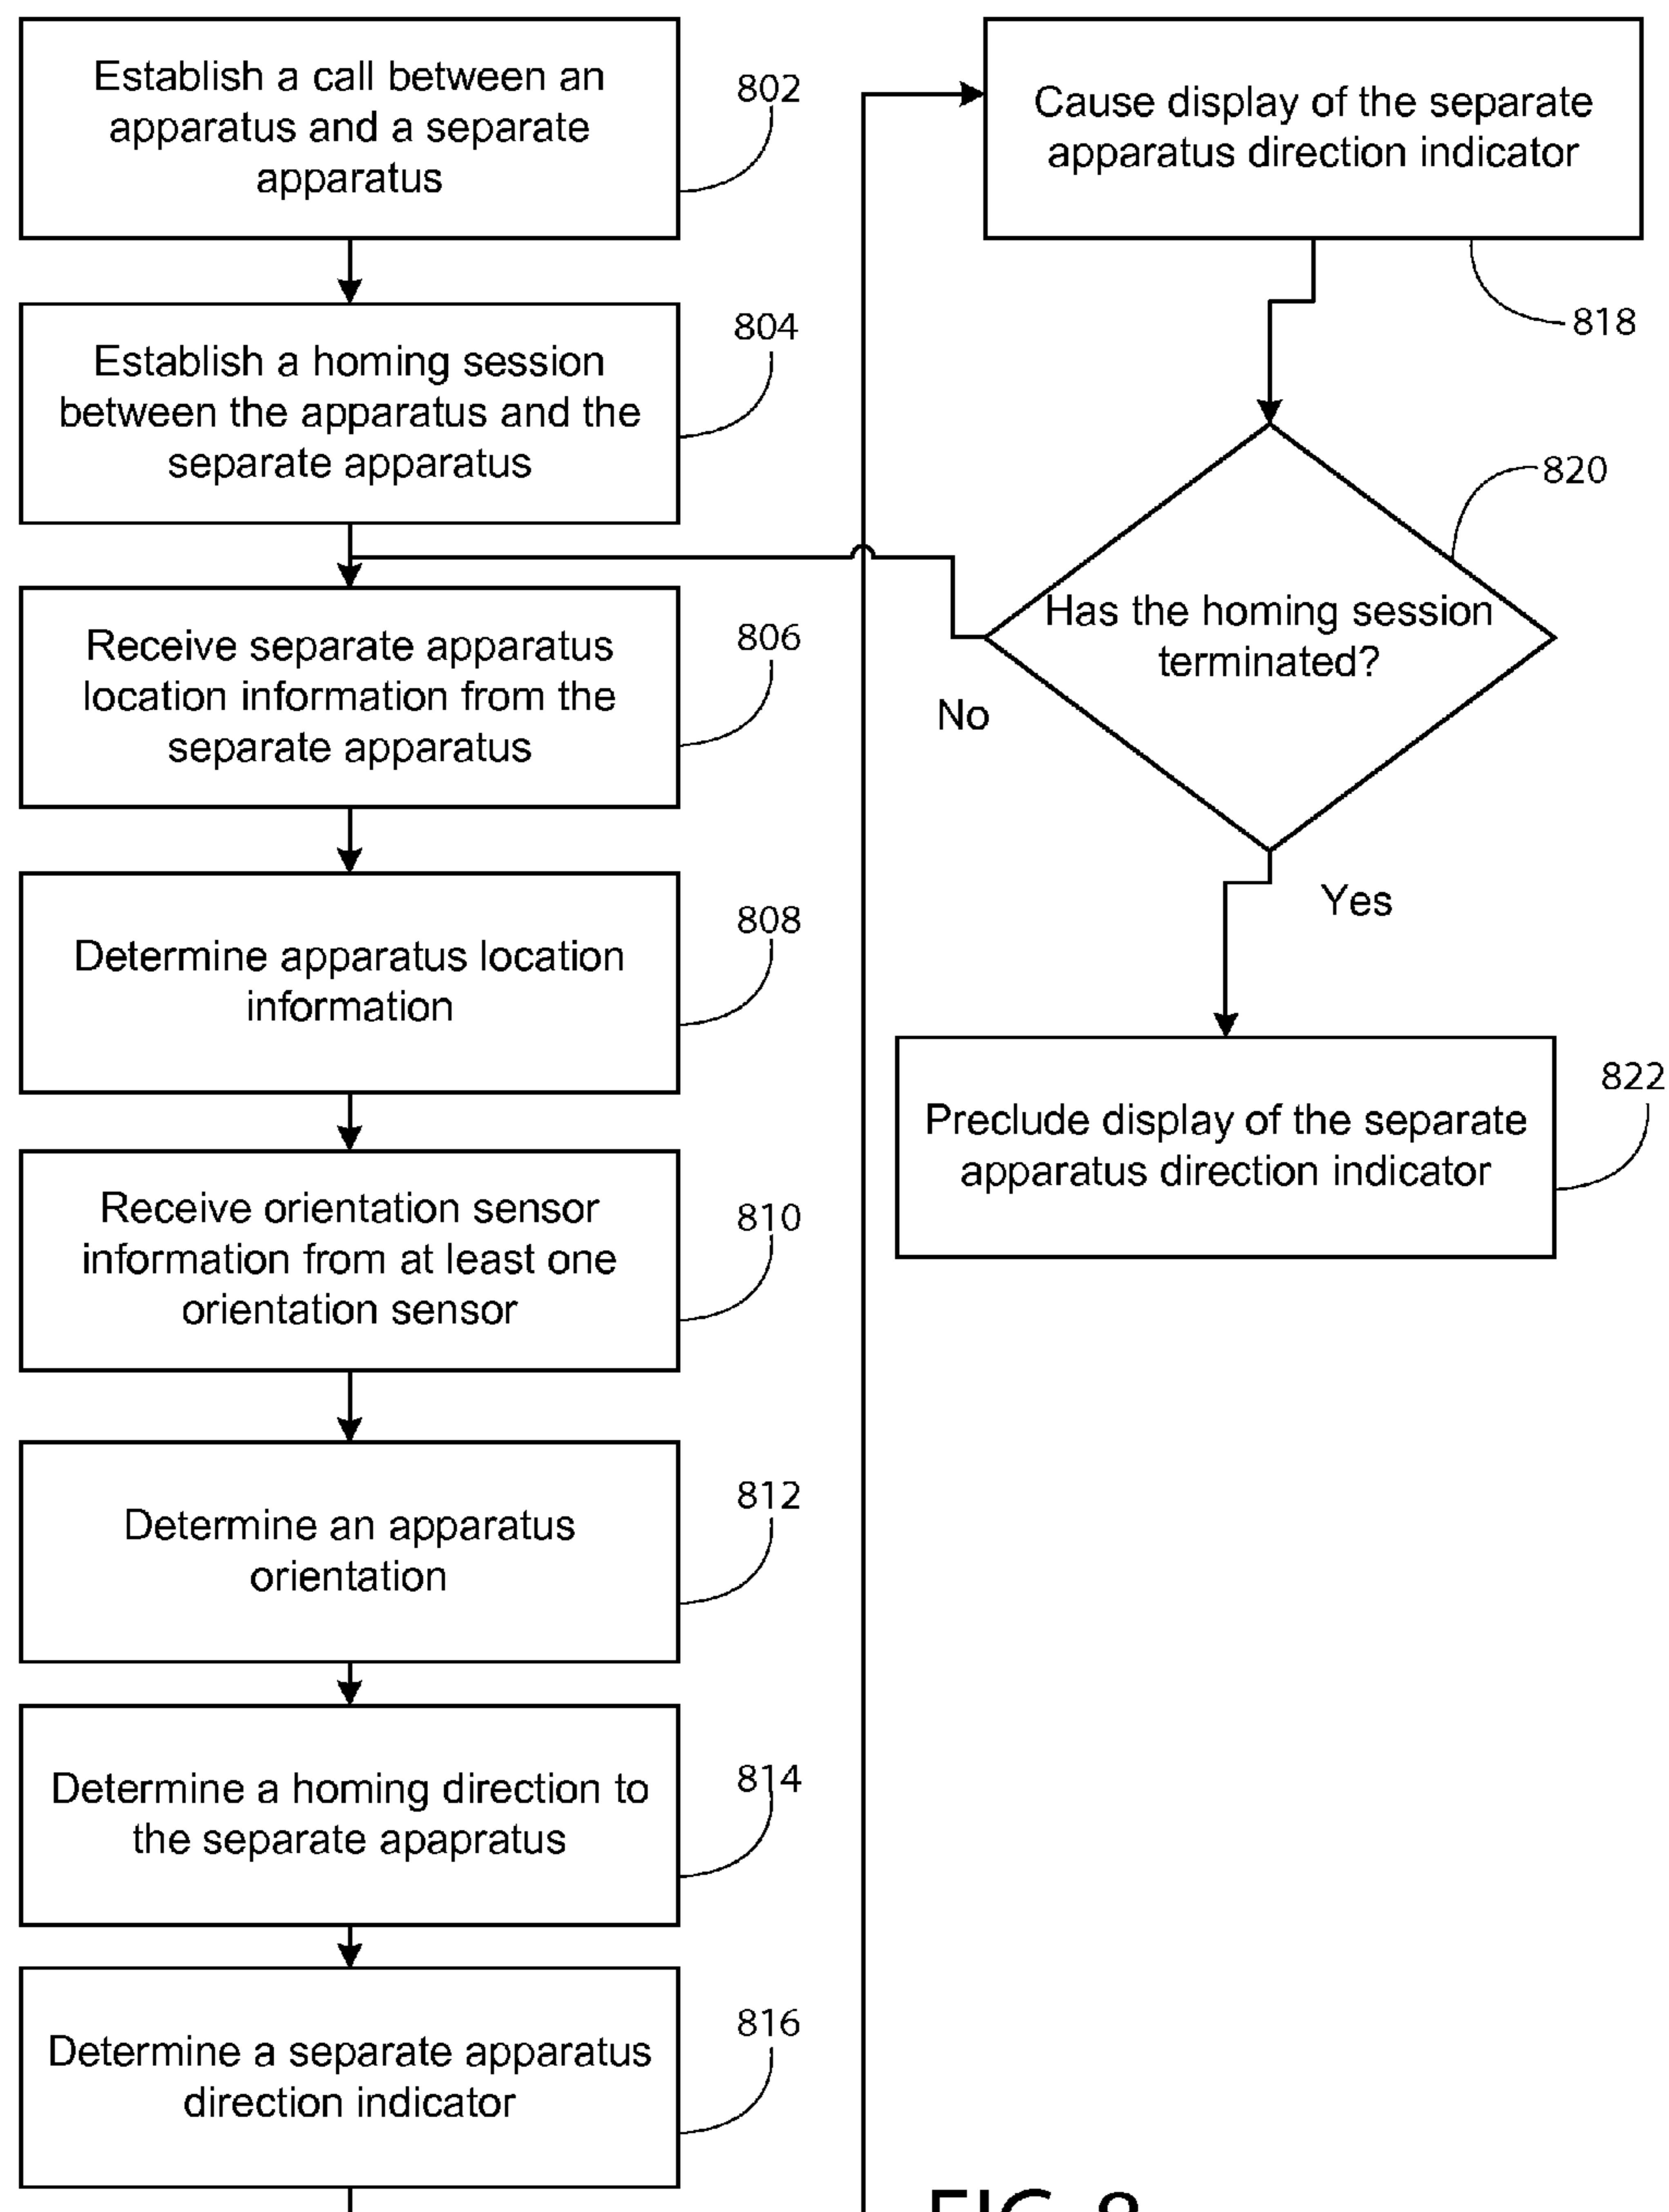 Establish a call between an
apparatus and a separate
apparatus
802
Establish a homing session
between the apparatus and the
separate apparatus
804
Receive separate apparatus
location information from the
separate apparatus
806
Determine apparatus location
information
808
Receive orientation sensor
information from at least one
orientation sensor
810
Determine an apparatus
orientation
812
Determine a homing direction to
the separate apapratus
814
Determine a separate apparatus
direction indicator
816
Cause display of the separate
apparatus direction indicator
818
Has the homing session
terminated?
820
No
Yes
Preclude display of the separate
apparatus direction indicator
822
FIG. 8